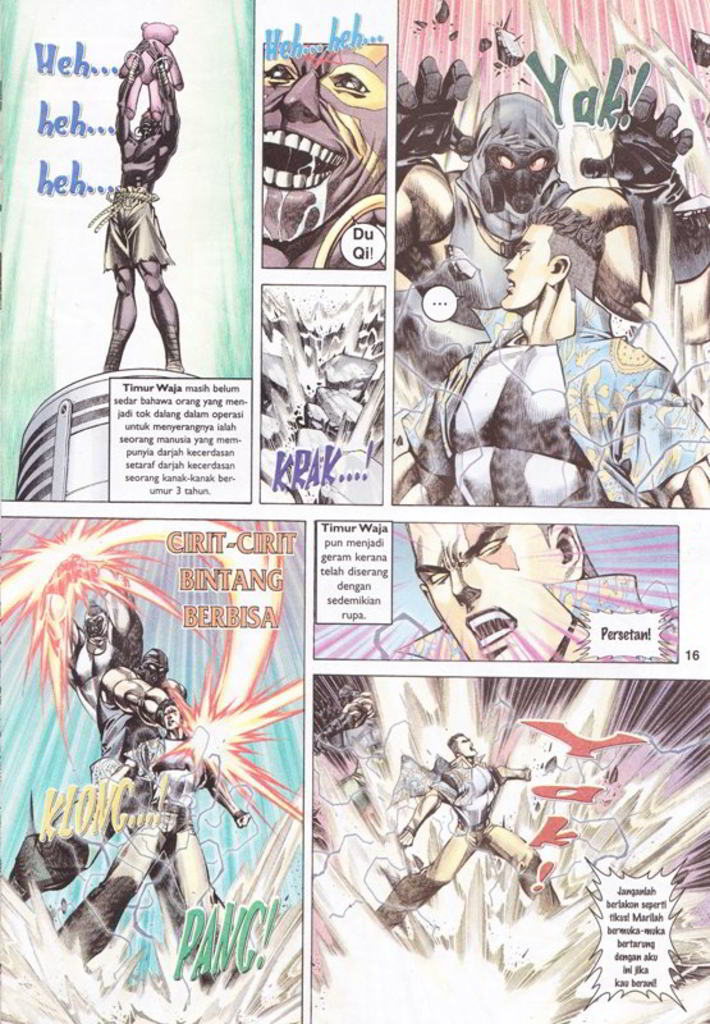 Heh...
heh...
heh...
Heh...heh...
Du
Qi!
Yak!
...
Timur Waja masih belum
sedar bahawa orang yang men-
jadi tok dalang dalam operasi
untuk menyerangnya ialah
seorang manusia yang mem-
punyia darjah kecerdasan
setaraf darjah kecerdasan
seorang kanak-kanak ber-
umur 3 tahun.
KRAK....!
CIRIT-CIRIT
BINTANG
BERBISA
KLONG....!
PANG!
Timur Waja
pun menjadi
geram kerana
telah diserang
dengan
sedemikian
rupa.
Persetan!
16
Yak!
Janganlah
berlakon seperti
tikus! Marilah
bermuka-muka
bertarung
dengan aku
ini jika
kau berani!